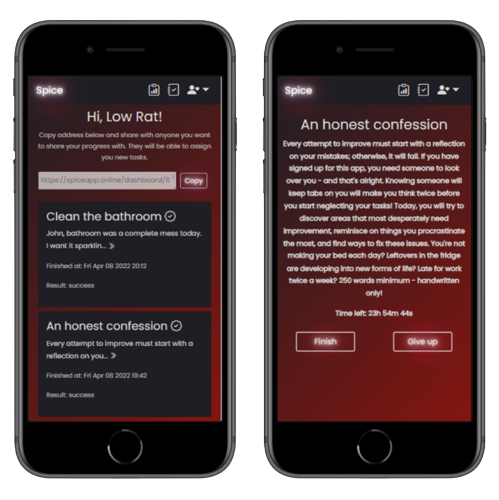 Spice
Hi, Low Rat!
Copy address below and share with anyone you want
to share your progress with. They will be able to assign
you new tasks.
https://spiceapp.online/dashboard/6
Copy
Clean the bathroom
John, bathroom was a complete mess today.
I want it sparklin...
Finished at: Fri Apr 08 2022 20:12
Result: success
An honest confession
Every attempt to improve must start with a
reflection on you...
Finished at: Fri Apr 08 2022 19:42
Result: success
Spice
An honest confession
Every attempt to improve must start with a reflection
on your mistakes; otherwise, it will fail. If you have
signed up for this app, you need someone to look
over you - and that's alright. Knowing someone will
keep tabs on you will make you think twice before
you start neglecting your tasks! Today, you will try to
discover areas that most desperately need
improvement, reminisce on things you procrastinate
the most, and find ways to fix these issues. You're not
making your bed each day? Leftovers in the fridge
are developing into new forms of life? Late for work
twice a week? 250 words minimum - handwritten
only!
Time left: 23h 54m 44s
Finish
Give up